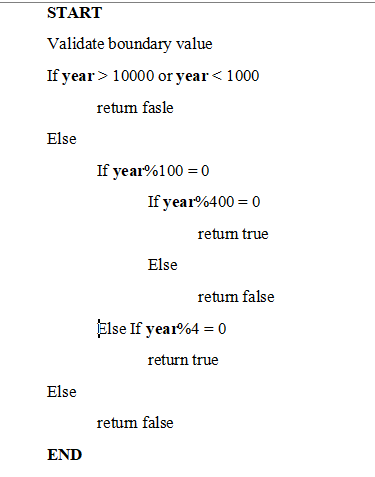 START
Validate boundary value
If year > 10000 or year < 1000
return fasle
Else
If year%100 = 0
If year%400 = 0
return true
Else
return false
Else If year%4 = 0
return true
Else
return false
END